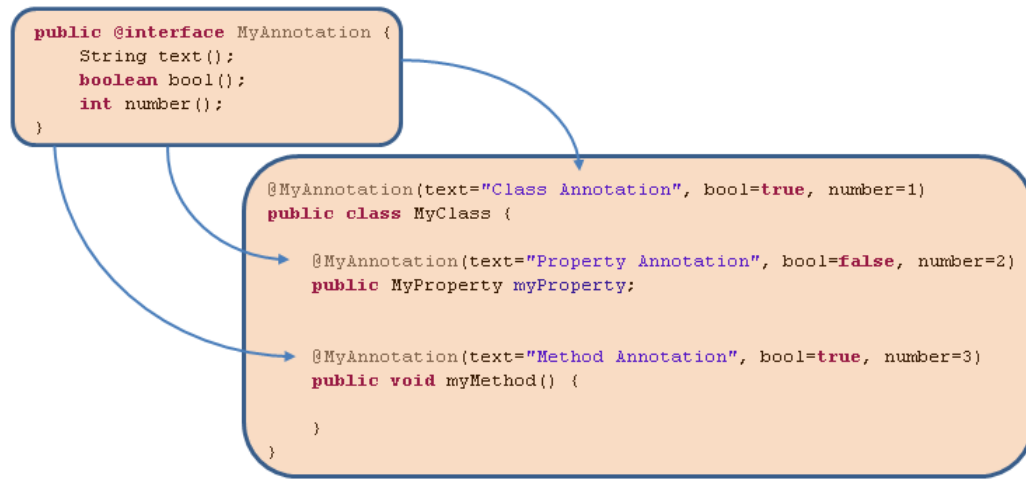 public @interface MyAnnotation {
String text();
boolean bool();
int number();
}
@MyAnnotation(text="Class Annotation", bool=true, number=1)
public class MyClass {
@MyAnnotation(text="Property Annotation", bool=false, number=2)
public MyProperty myProperty;
@MyAnnotation(text="Method Annotation", bool=true, number=3)
public void myMethod() {
}
}